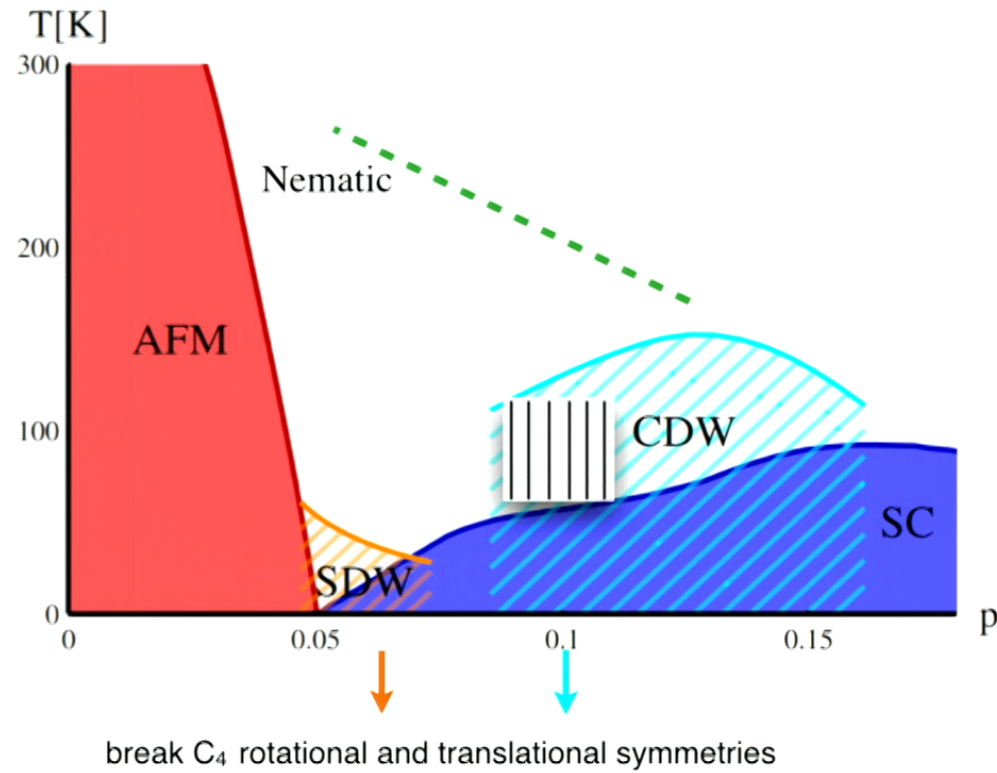 T[K]
300
Nematic
200
AFM
100
CDW
SC
SDW
0
0 0.05 0.1 0.15 p
break C₄ rotational and translational symmetries